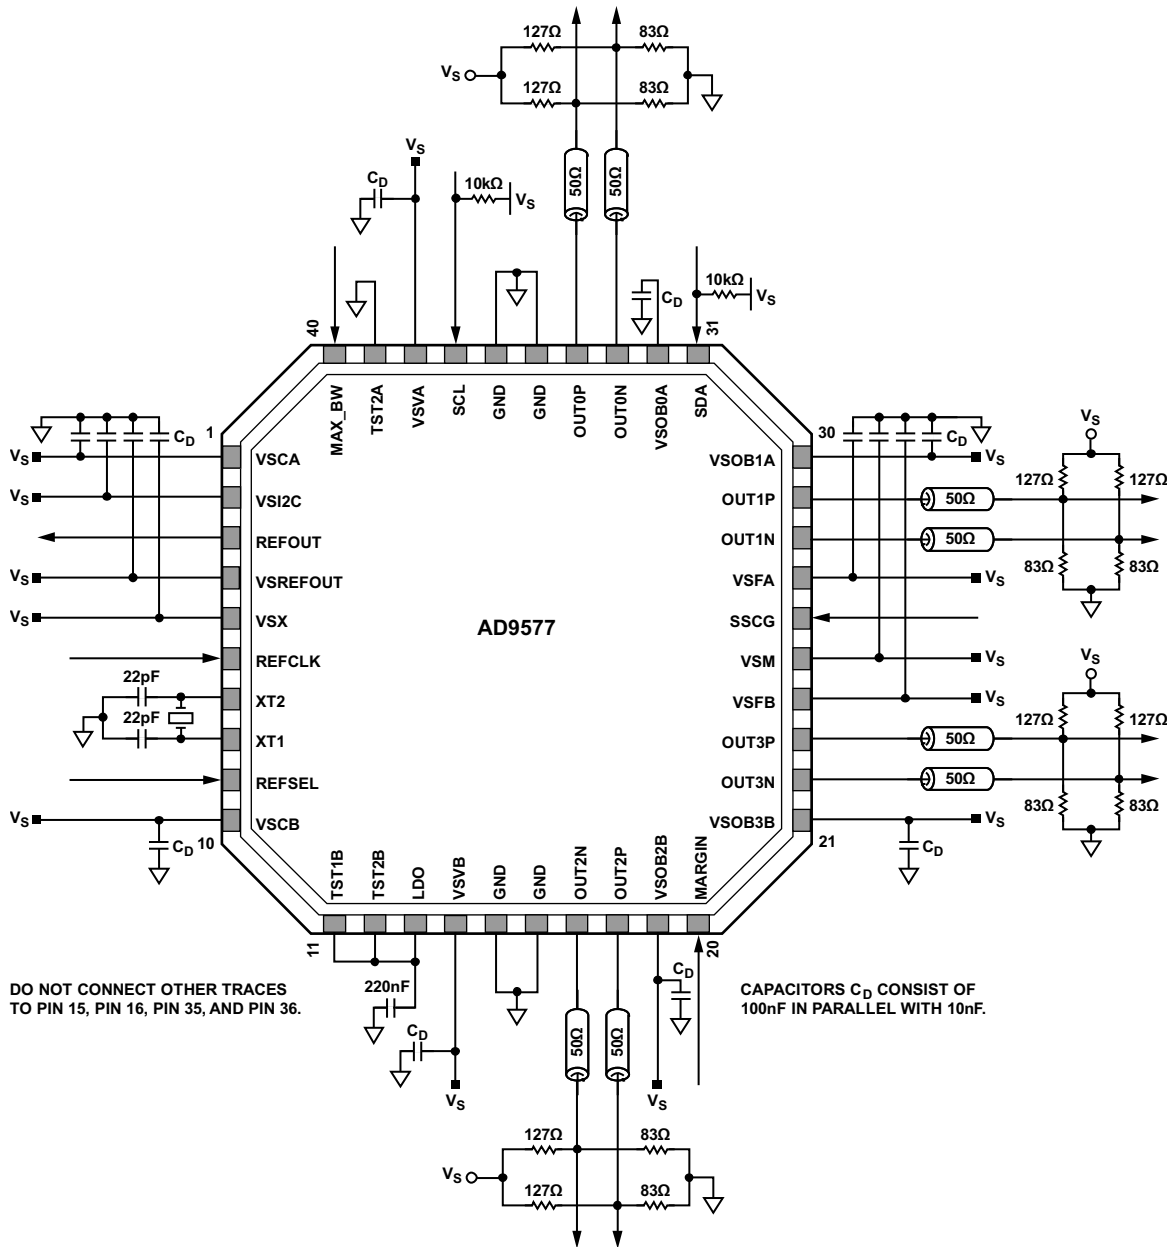 127Ω
83Ω
VS
127Ω
83Ω
VS
CD
10kΩ
VS
50Ω
50Ω
10kΩ
CD
VS
40
31
MAX_BW
TST2A
VSVA
SCL
GND
GND
OUT0P
OUT0N
VSOB0A
SDA
1
CD
30
CD
VS
VS
VSCA
VSOB1A
VS
127Ω
127Ω
VS
VSI2C
OUT1P
50Ω
REFOUT
OUT1N
50Ω
83Ω
83Ω
VS
VSREFOUT
VSFA
VS
VS
VSX
SSCG
AD9577
REFCLK
VSM
VS
VS
22pF
XT2
VSFB
VS
127Ω
127Ω
22pF
XT1
OUT3P
50Ω
REFSEL
OUT3N
50Ω
83Ω
83Ω
VS
VSCB
VSOB3B
VS
10
CD
21
CD
TST1B
TST2B
LDO
VSVB
GND
GND
OUT2N
OUT2P
VSOB2B
MARGIN
11
20
DO NOT CONNECT OTHER TRACES
TO PIN 15, PIN 16, PIN 35, AND PIN 36.
220nF
CD
CAPACITORS CD CONSIST OF
100nF IN PARALLEL WITH 10nF.
CD
50Ω
50Ω
VS
VS
127Ω
83Ω
VS
127Ω
83Ω